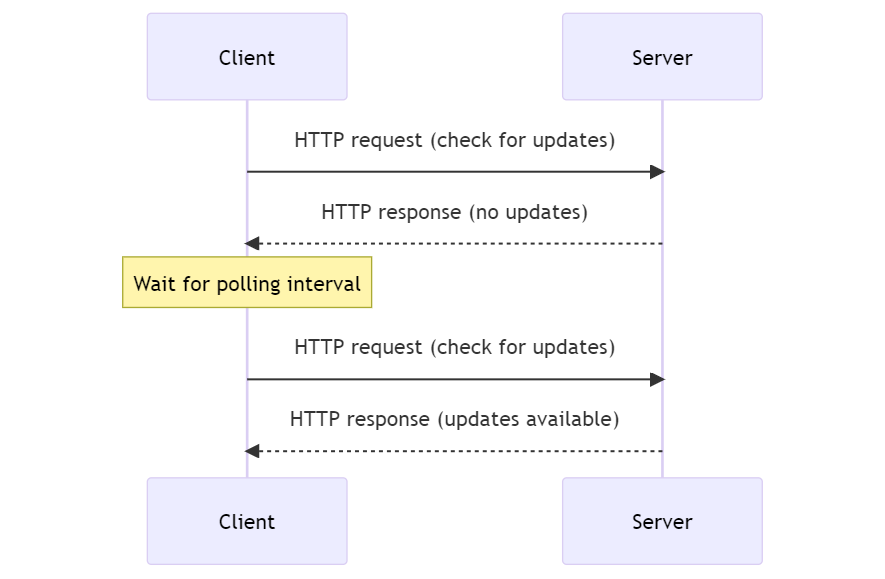 Client
Server
HTTP request (check for updates)
HTTP response (no updates)
Wait for polling interval
HTTP request (check for updates)
HTTP response (updates available)
Client
Server